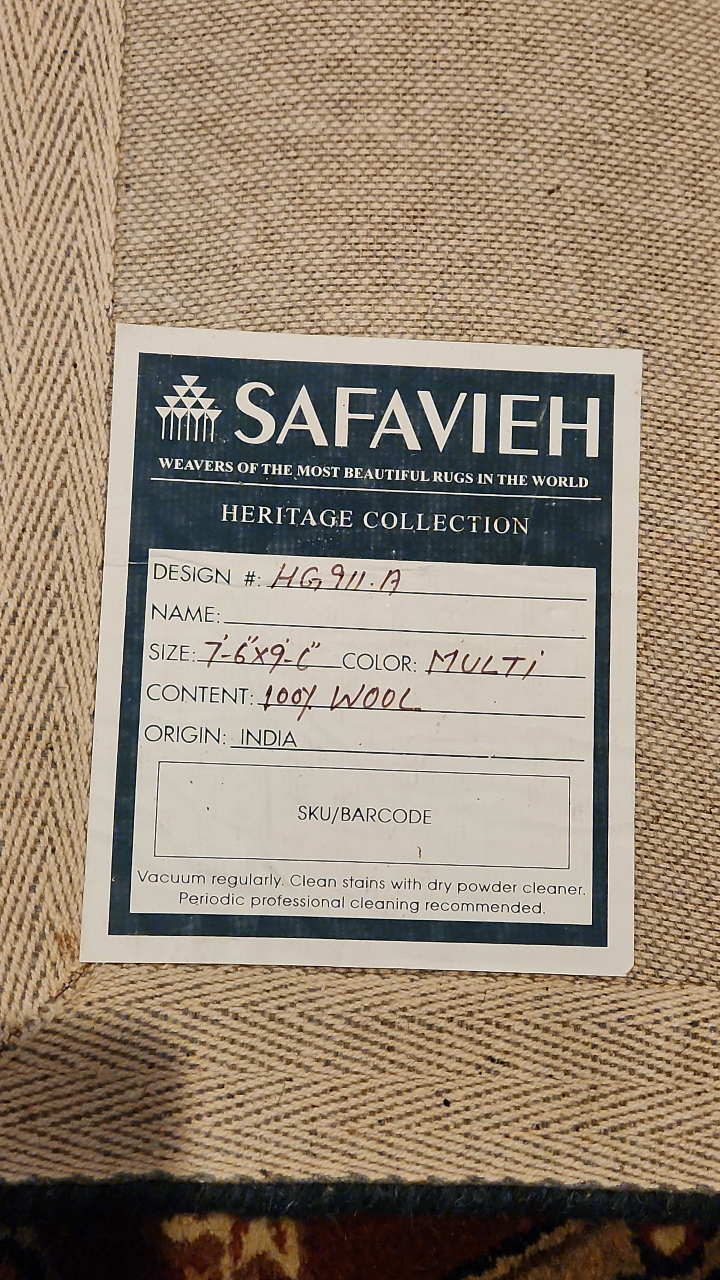 SAFAVIEH
WEAVERS OF THE MOST BEAUTIFUL RUGS IN THE WORLD
HERITAGE COLLECTION
DESIGN #: HG911.A
NAME:
SIZE: 7'-6"X9'-6" COLOR: MULTI
CONTENT: 100% WOOL
ORIGIN: INDIA
SKU/BARCODE
Vacuum regularly. Clean stains with dry powder cleaner.
Periodic professional cleaning recommended.